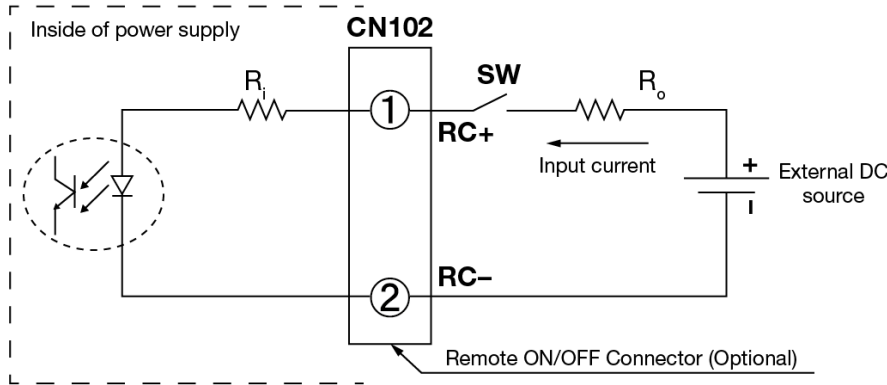 Inside of power supply
CN102
Ri
1
SW
Ro
RC+
Input current
+
External DC
source
2
RC–
Remote ON/OFF Connector (Optional)